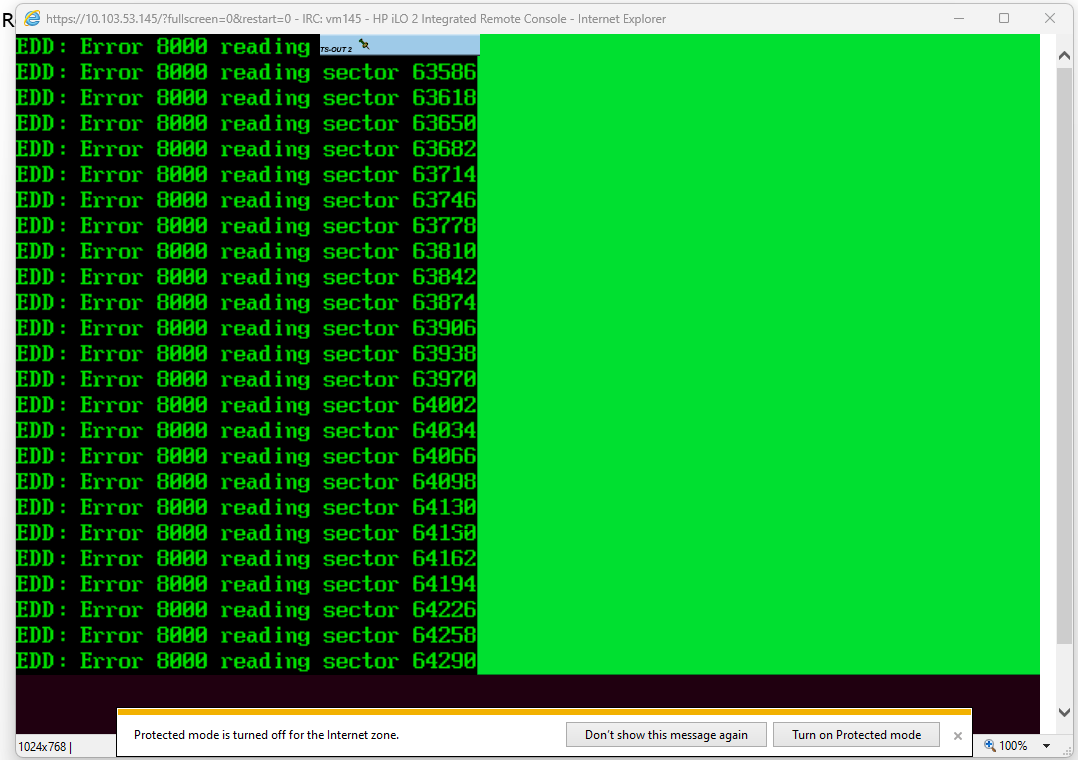 R
https://10.103.53.145/?fullscreen=0&restart=0 - IRC: vm145 - HP iLO 2 Integrated Remote Console - Internet Explorer
EDD: Error 8000 reading TS-OUT 2
EDD: Error 8000 reading sector 63586
EDD: Error 8000 reading sector 63618
EDD: Error 8000 reading sector 63650
EDD: Error 8000 reading sector 63682
EDD: Error 8000 reading sector 63714
EDD: Error 8000 reading sector 63746
EDD: Error 8000 reading sector 63778
EDD: Error 8000 reading sector 63810
EDD: Error 8000 reading sector 63842
EDD: Error 8000 reading sector 63874
EDD: Error 8000 reading sector 63906
EDD: Error 8000 reading sector 63938
EDD: Error 8000 reading sector 63970
EDD: Error 8000 reading sector 64002
EDD: Error 8000 reading sector 64034
EDD: Error 8000 reading sector 64066
EDD: Error 8000 reading sector 64098
EDD: Error 8000 reading sector 64130
EDD: Error 8000 reading sector 64130
EDD: Error 8000 reading sector 64162
EDD: Error 8000 reading sector 64194
EDD: Error 8000 reading sector 64226
EDD: Error 8000 reading sector 64258
EDD: Error 8000 reading sector 64290
Protected mode is turned off for the Internet zone. Don't show this message again Turn on Protected mode
1024x768 | 100%